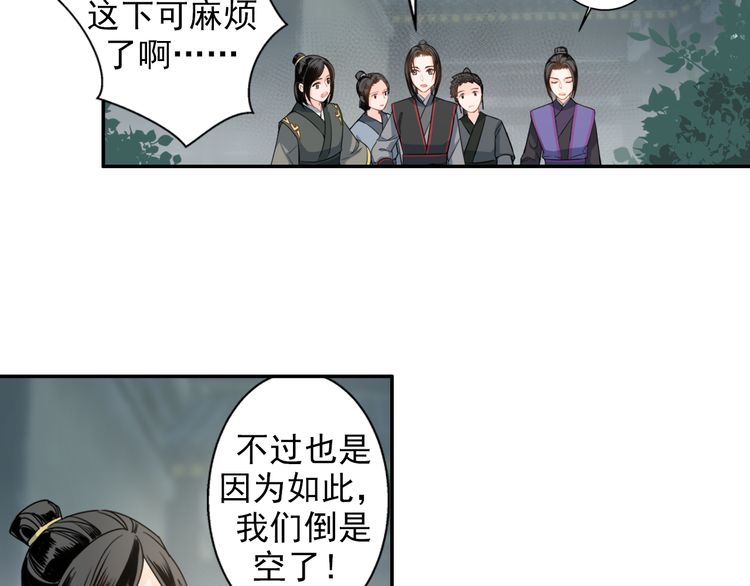 这下可麻烦
了啊……
不过也是
因为如此，
我们倒是
空了！